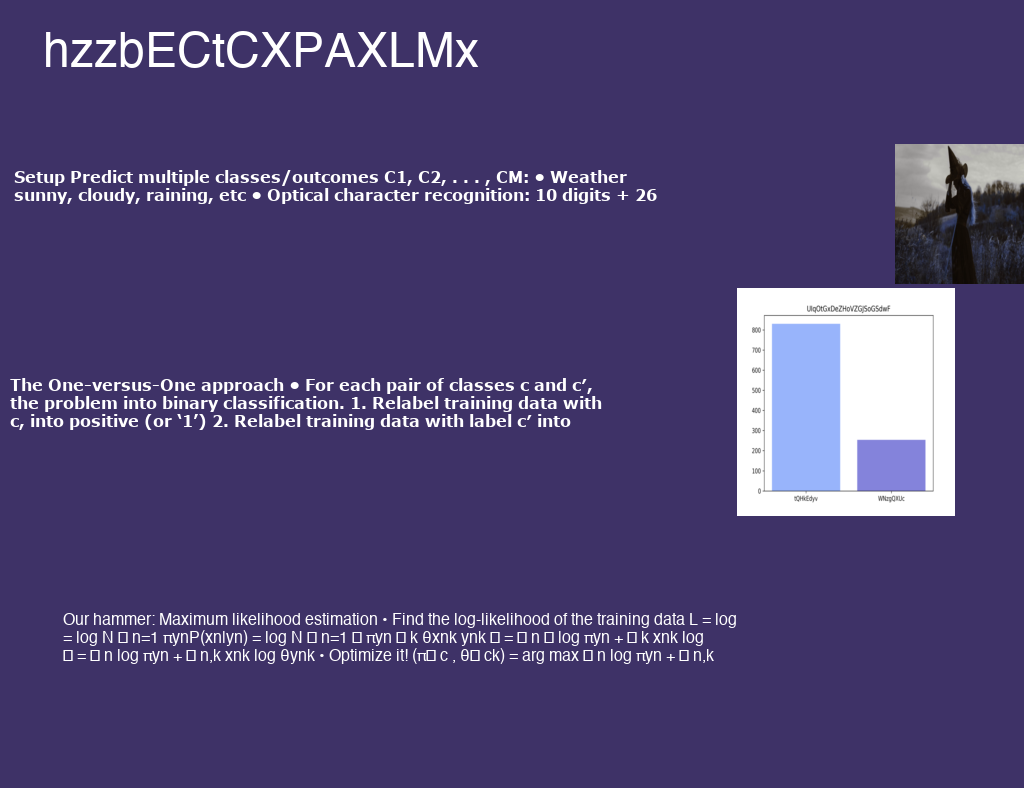 hzzbECtCXPAXLMx
Setup Predict multiple classes/outcomes C1, C2, . . . , CM: • Weather
sunny, cloudy, raining, etc • Optical character recognition: 10 digits + 26
UlqOtGxDeZHoVZGJSoGSdwF
800
700
600
500
400
300
200
100
0
tQHkEdyv
WNzgQXUc
The One-versus-One approach • For each pair of classes c and c’,
the problem into binary classification. 1. Relabel training data with
c, into positive (or ‘1’) 2. Relabel training data with label c’ into
Our hammer: Maximum likelihood estimation • Find the log-likelihood of the training data L = log
= log N □ n=1 πynP(xn|yn) = log N □ n=1 □ πyn □ k θxnk ynk □ = □ n □ log πyn + □ k xnk log
□ = □ n log πyn + □ n,k xnk log θynk • Optimize it! (π□ c , θ□ ck) = arg max □ n log πyn + □ n,k